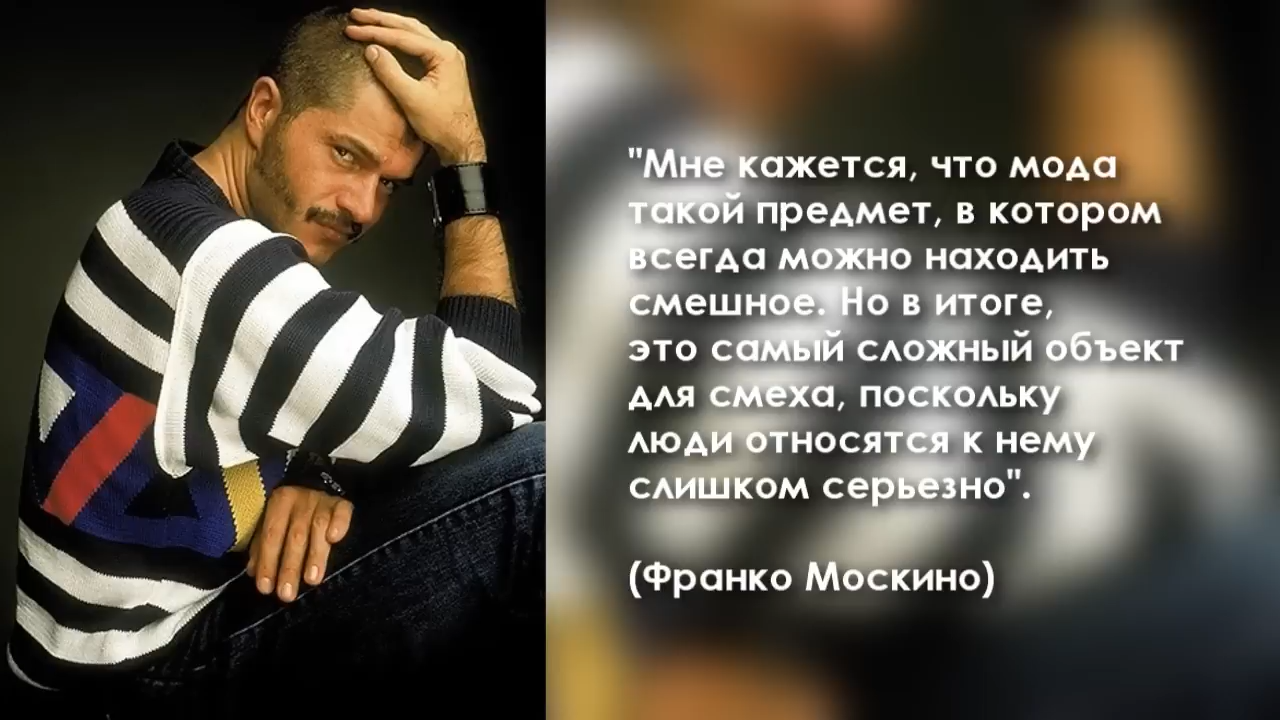 "Мне кажется, что мода
такой предмет, в котором
всегда можно находить
смешное. Но в итоге,
это самый сложный объект
для смеха, поскольку
люди относятся к нему
слишком серьезно".
(Франко Москино)